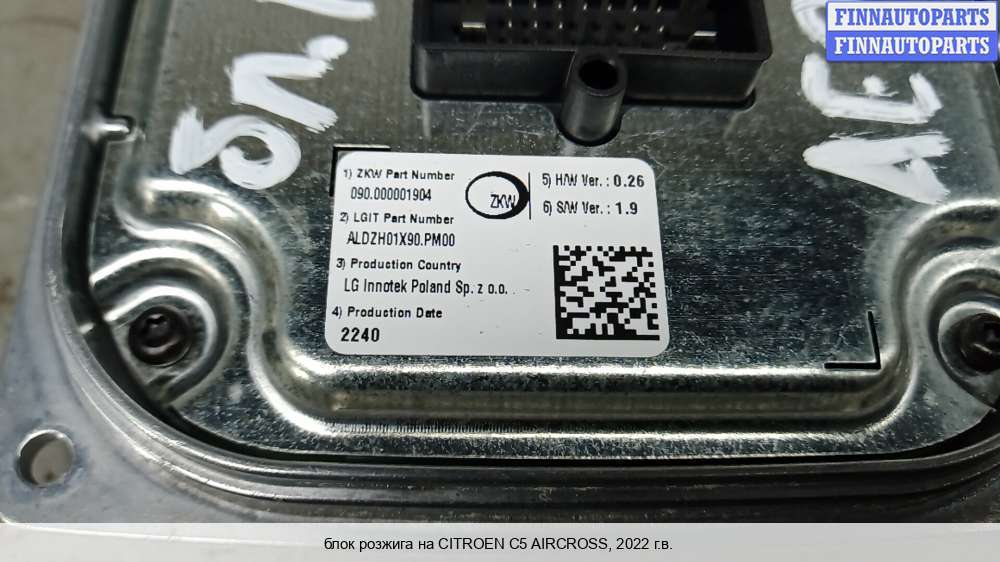 FINNAUTOPARTS
FINNAUTOPARTS
1) ZKW Part Number
090.000001904
2) LGIT Part Number
ALDZH01X90.PM00
3) Production Country
LG Innotek Poland Sp. z o.o.
4) Production Date
2240
ZKW
5) H/W Ver. : 0.26
6) S/W Ver. : 1.9
блок розжига на CITROEN C5 AIRCROSS, 2022 г.в.